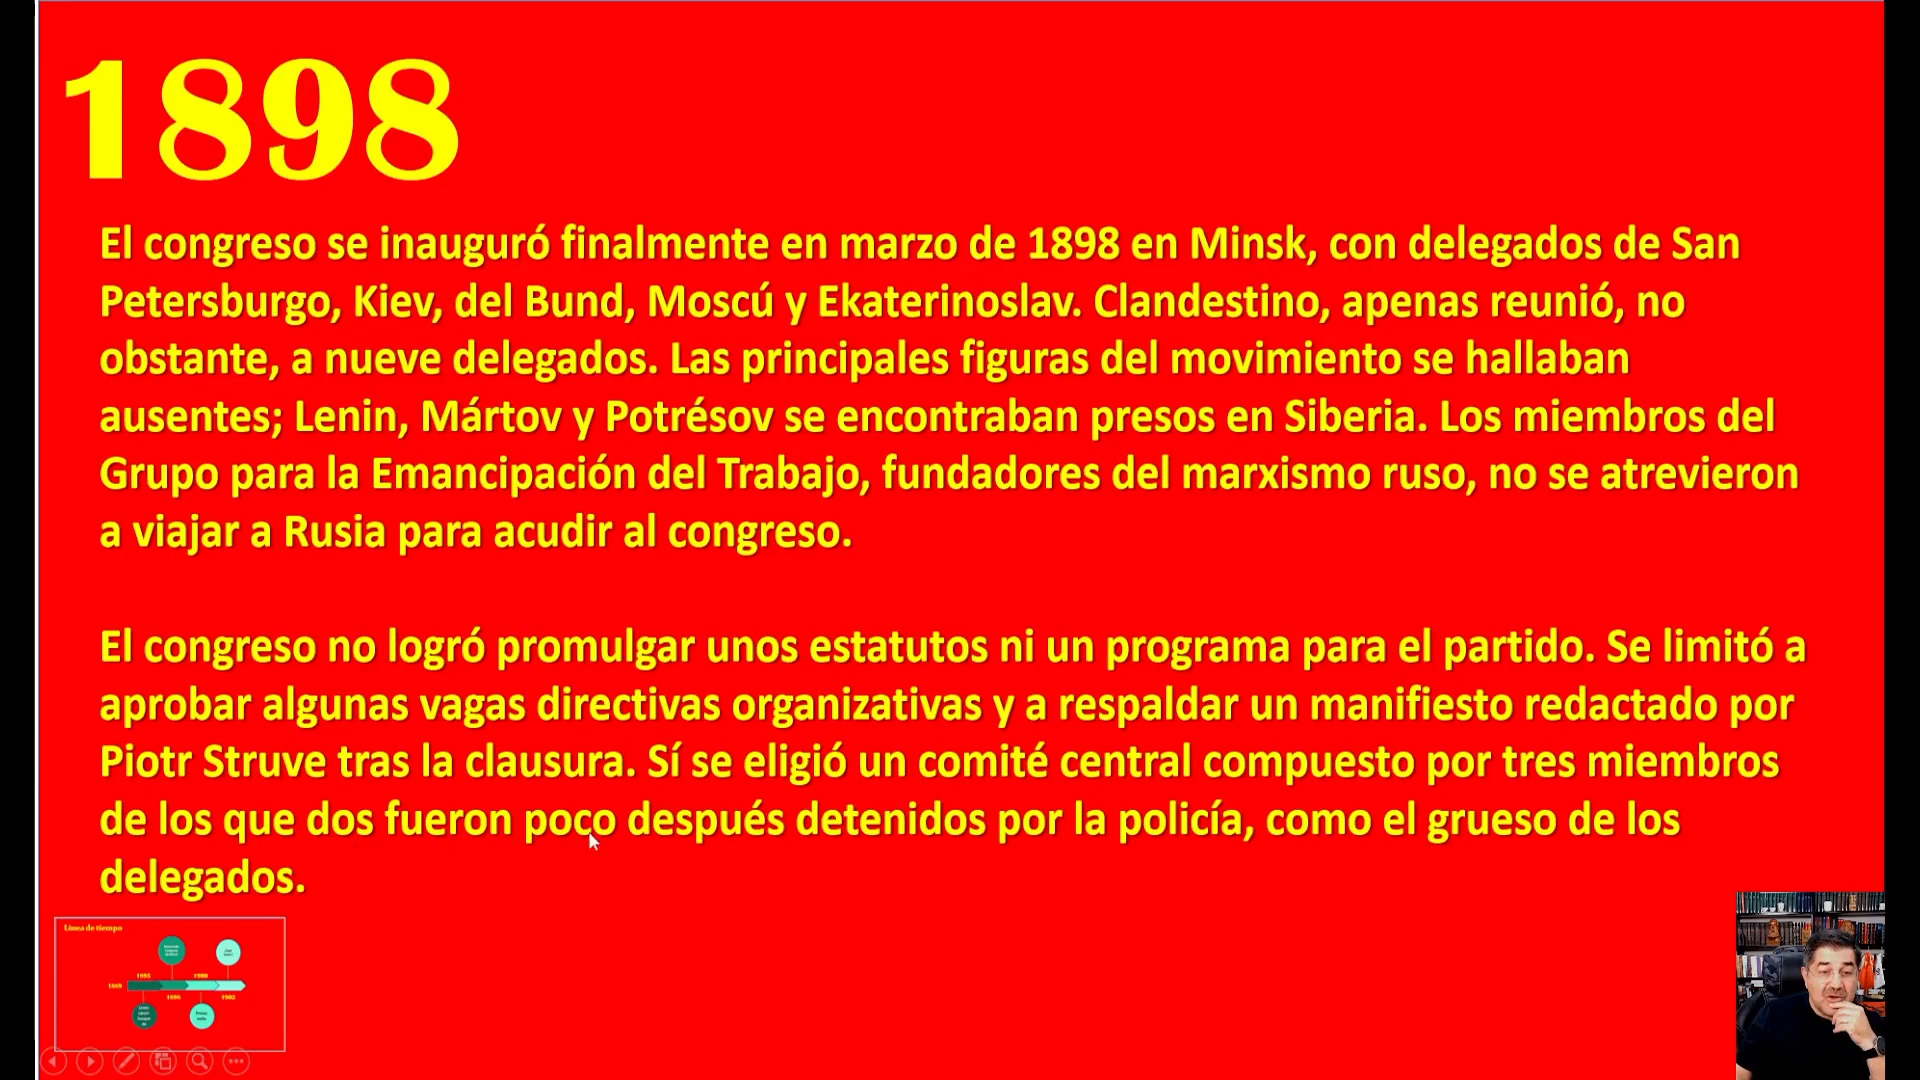 1898
El congreso se inauguró finalmente en marzo de 1898 en Minsk, con delegados de San
Petersburgo, Kiev, del Bund, Moscú y Ekaterinoslav. Clandestino, apenas reunió, no
obstante, a nueve delegados. Las principales figuras del movimiento se hallaban
ausentes; Lenin, Mártov y Potrésov se encontraban presos en Siberia. Los miembros del
Grupo para la Emancipación del Trabajo, fundadores del marxismo ruso, no se atrevieron
a viajar a Rusia para acudir al congreso.
El congreso no logró promulgar unos estatutos ni un programa para el partido. Se limitó a
aprobar algunas vagas directivas organizativas y a respaldar un manifiesto redactado por
Piotr Struve tras la clausura. Sí se eligió un comité central compuesto por tres miembros
de los que dos fueron poco después detenidos por la policía, como el grueso de los
delegados.
Línea de tiempo
1900
1902